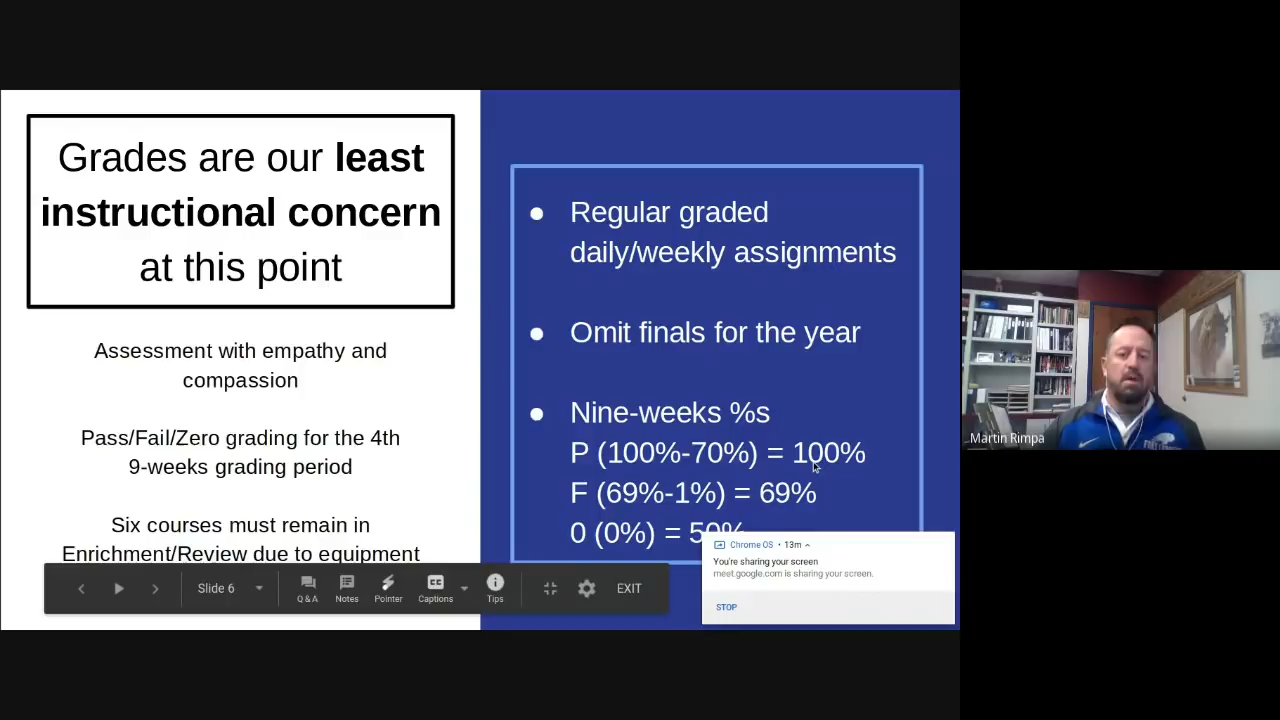 Grades are our least
instructional concern
at this point
Assessment with empathy and
compassion
Pass/Fail/Zero grading for the 4th
9-weeks grading period
Six courses must remain in
Enrichment/Review due to equipment
● Regular graded
daily/weekly assignments
● Omit finals for the year
● Nine-weeks %s
P (100%-70%) = 100%
F (69%-1%) = 69%
0 (0%) = 50%
Slide 6
Q & A
Notes
Pointer
CC
Captions
Tips
EXIT
Chrome OS • 13m
You're sharing your screen
meet.google.com is sharing your screen.
STOP
Martin Rimpa